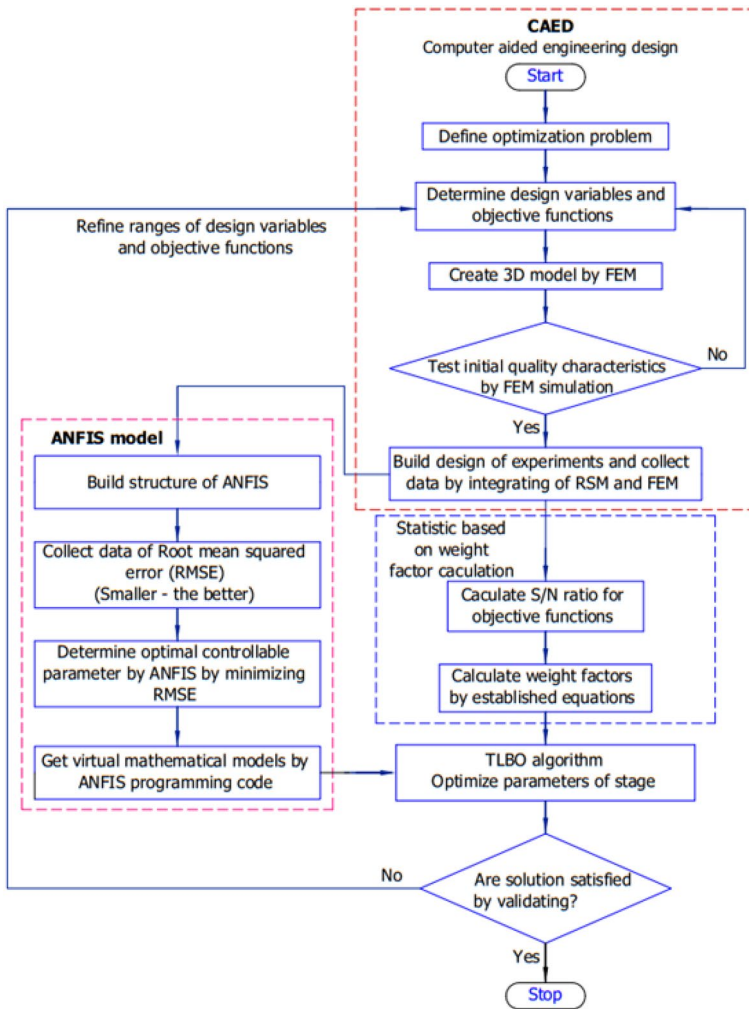 CAED
Computer aided engineering design
Start
Define optimization problem
Determine design variables and
objective functions
Refine ranges of design variables
and objective functions
Create 3D model by FEM
Test initial quality characteristics
by FEM simulation
No
Yes
Build design of experiments and collect
data by integrating of RSM and FEM
ANFIS model
Build structure of ANFIS
Collect data of Root mean squared
error (RMSE)
(Smaller - the better)
Determine optimal controllable
parameter by ANFIS by minimizing
RMSE
Get virtual mathematical models by
ANFIS programming code
Statistic based
on weight
factor caculation
Caculate S/N ratio for
objective functions
Calculate weight factors
by established equations
TLBO algorithm
Optimize parameters of stage
Are solution satisfied
by validating?
No
Yes
Stop